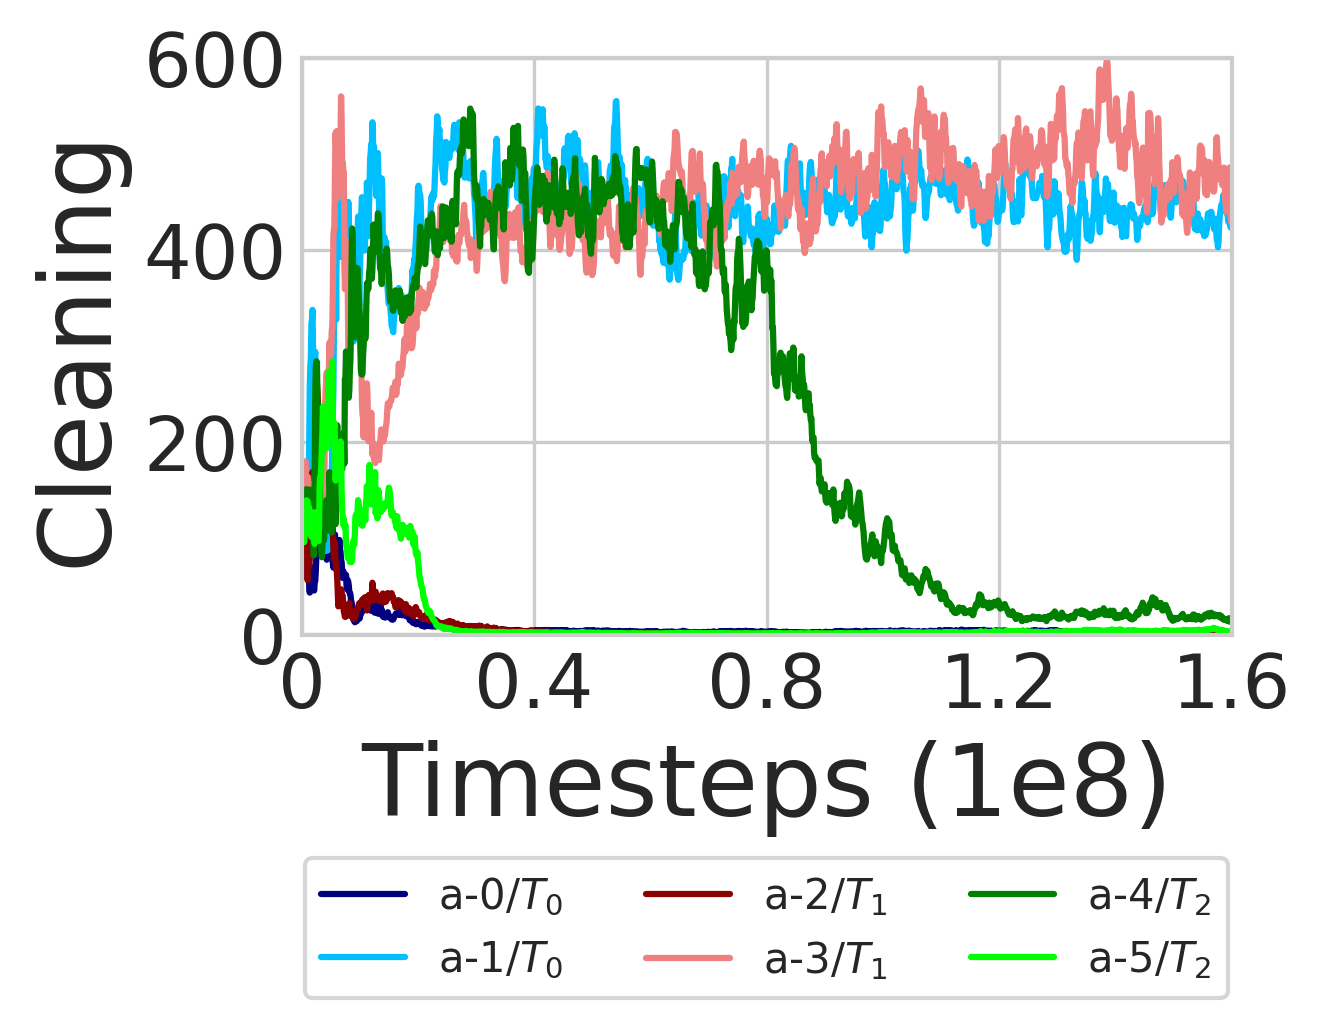 600
400
200
0
Cleaning
0 0.4 0.8 1.2 1.6
Timesteps (1e8)
a-0/T₀ a-2/T₁ a-4/T₂
a-1/T₀ a-3/T₁ a-5/T₂